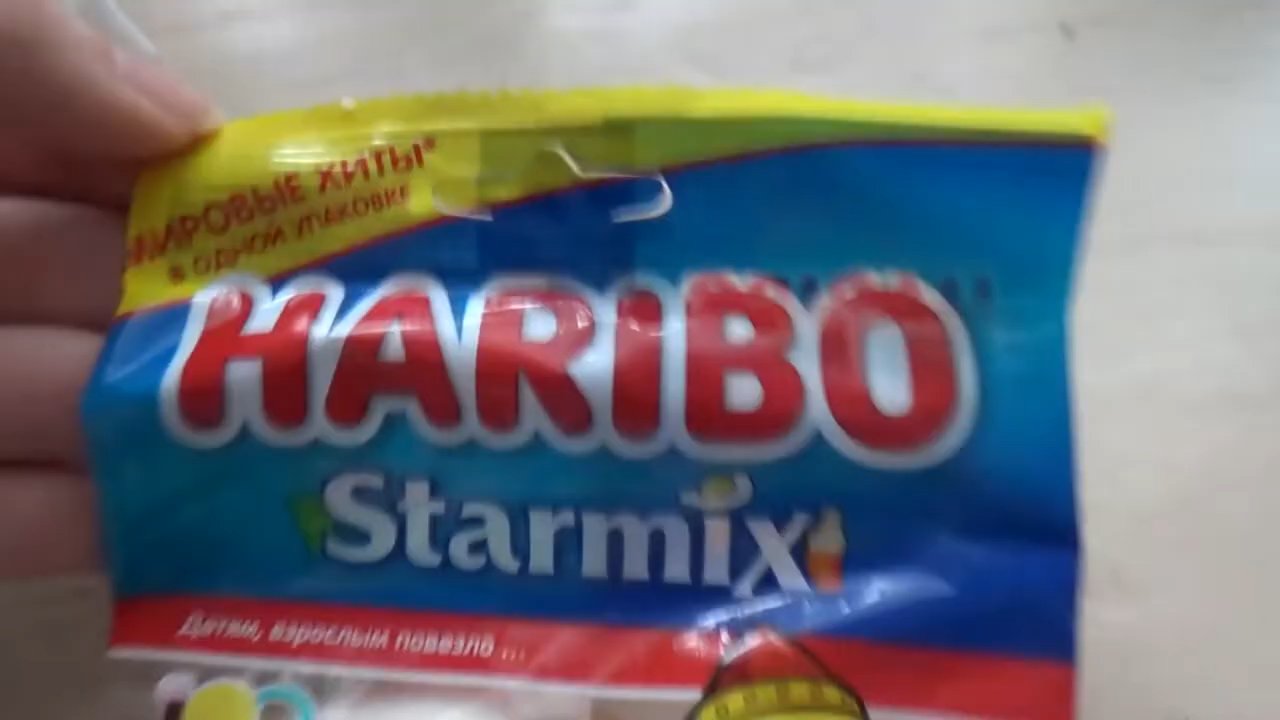 МИРОВЫЕ ХИТЫ*
В ОДНОЙ УПАКОВКЕ
HARIBO
Starmix
Детям, взрослым повезло ...